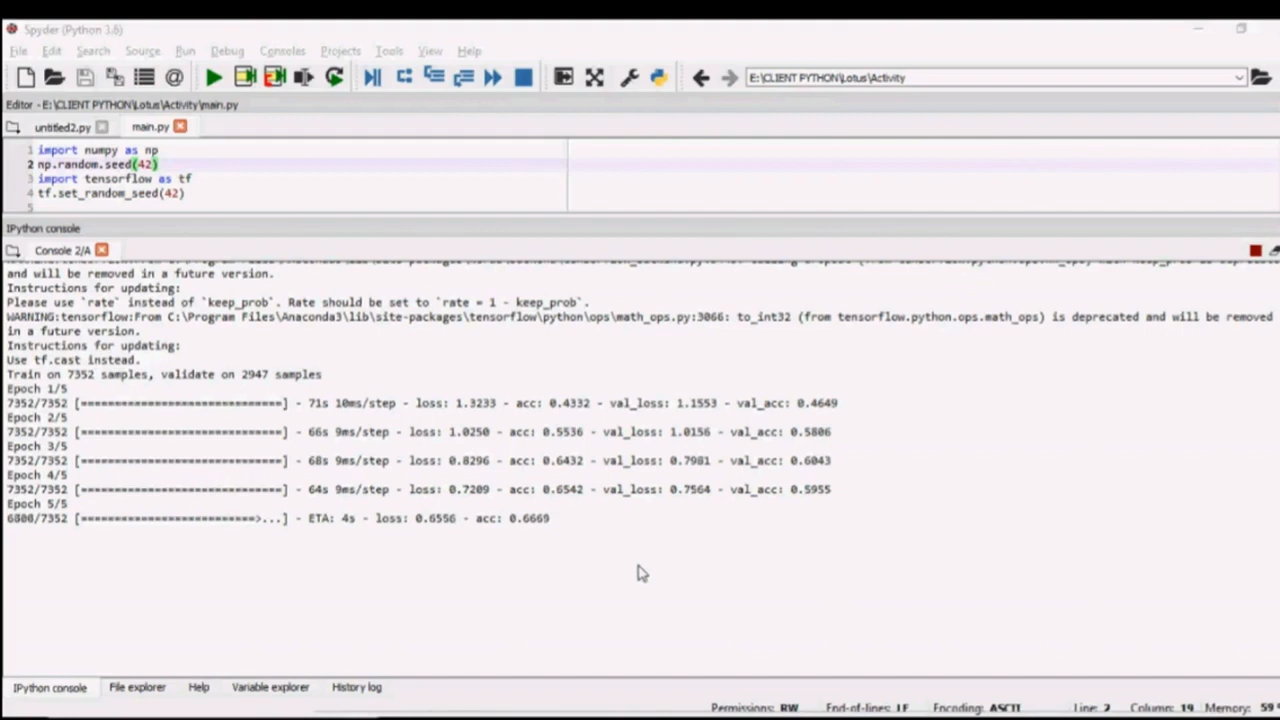 Spyder (Python 3.6)
File Edit Search Source Run Debug Consoles Projects Tools View Help
E:\CLIENT PYTHON\Lotus\Activity
Editor - E:\CLIENT PYTHON\Lotus\Activity\main.py
untitled2.py main.py
1 import numpy as np
2 np.random.seed(42)
3 import tensorflow as tf
4 tf.set_random_seed(42)
5
IPython console
Console 2/A
and will be removed in a future version.
Instructions for updating:
Please use `rate` instead of `keep_prob`. Rate should be set to `rate = 1 - keep_prob`.
WARNING:tensorflow:From C:\Program Files\Anaconda3\lib\site-packages\tensorflow\python\ops\math_ops.py:3066: to_int32 (from tensorflow.python.ops.math_ops) is deprecated and will be removed
in a future version.
Instructions for updating:
Use tf.cast instead.
Train on 7352 samples, validate on 2947 samples
Epoch 1/5
7352/7352 [==============================] - 71s 10ms/step - loss: 1.3233 - acc: 0.4332 - val_loss: 1.1553 - val_acc: 0.4649
Epoch 2/5
7352/7352 [==============================] - 66s 9ms/step - loss: 1.0250 - acc: 0.5536 - val_loss: 1.0156 - val_acc: 0.5806
Epoch 3/5
7352/7352 [==============================] - 68s 9ms/step - loss: 0.8296 - acc: 0.6432 - val_loss: 0.7981 - val_acc: 0.6043
Epoch 4/5
7352/7352 [==============================] - 64s 9ms/step - loss: 0.7209 - acc: 0.6542 - val_loss: 0.7564 - val_acc: 0.5955
Epoch 5/5
/7352 [==========================>...] - ETA: 4s - loss: 0.6556 - acc: 0.6669
IPython console File explorer Help Variable explorer History log
Permissions: RW End-of-lines: LF Encoding: ASCII Line: 2 Column: 19 Memory: 59